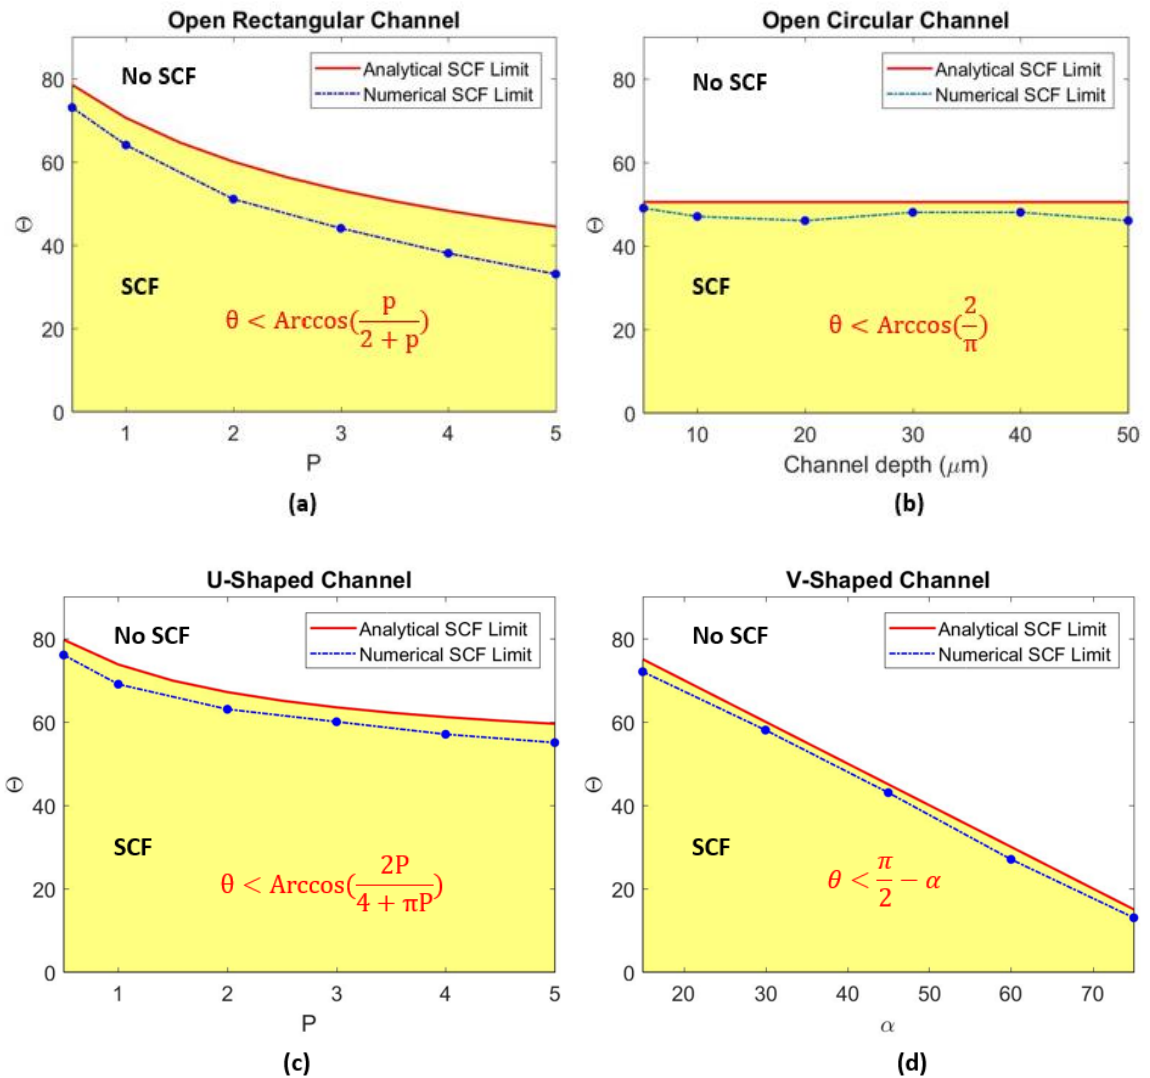 Open Rectangular Channel
No SCF
Analytical SCF Limit
Numerical SCF Limit
80
60
40
20
0
Θ
SCF
θ < Arccos(p/(2 + p))
1 2 3 4 5
P
(a)
Open Circular Channel
No SCF
Analytical SCF Limit
Numerical SCF Limit
80
60
40
20
0
Θ
SCF
θ < Arccos(2/π)
10 20 30 40 50
Channel depth (μm)
(b)
U-Shaped Channel
No SCF
Analytical SCF Limit
Numerical SCF Limit
80
60
40
20
0
Θ
SCF
θ < Arccos(2P/(4 + πP))
1 2 3 4 5
P
(c)
V-Shaped Channel
No SCF
Analytical SCF Limit
Numerical SCF Limit
80
60
40
20
0
Θ
SCF
θ < π/2 − α
20 30 40 50 60 70
α
(d)